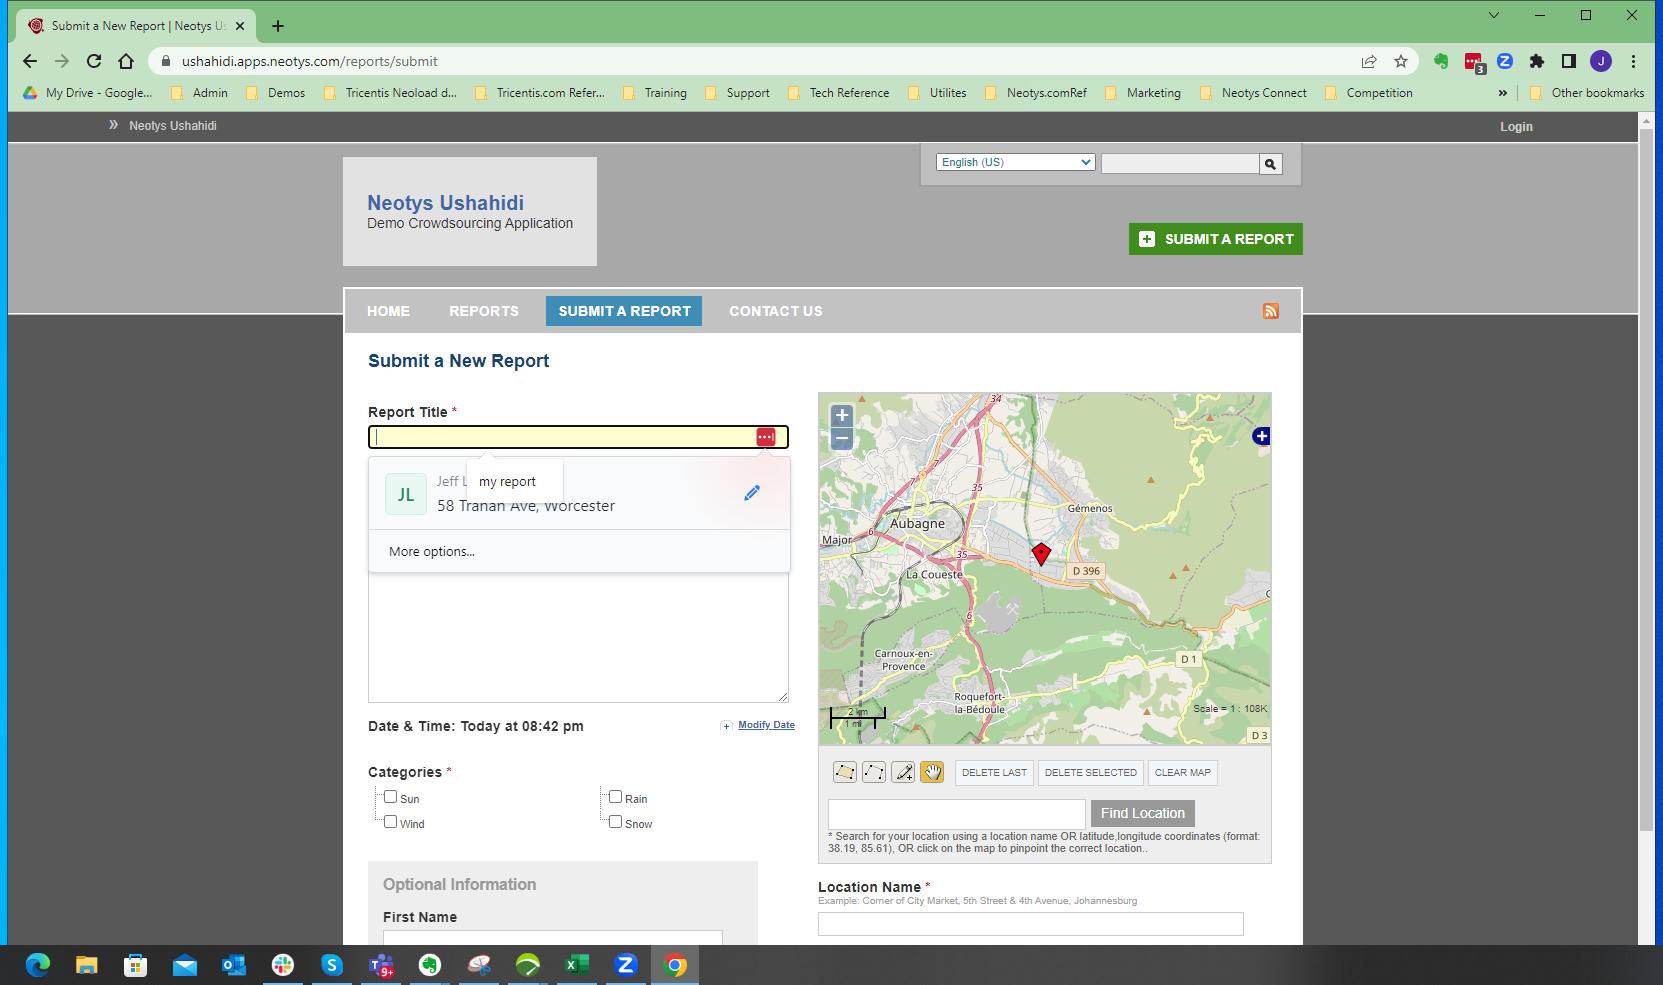 Submit a New Report | Neotys Us
ushahidi.apps.neotys.com/reports/submit
3
J
My Drive - Google...
Admin
Demos
Tricentis Neoload d...
Tricentis.com Refer...
Training
Support
Tech Reference
Utilites
Neotys.comRef
Marketing
Neotys Connect
Competition
»
Other bookmarks
» Neotys Ushahidi
Login
English (US)
Neotys Ushahidi
Demo Crowdsourcing Application
SUBMIT A REPORT
HOME
REPORTS
SUBMIT A REPORT
CONTACT US
Submit a New Report
Report Title *
JL
Jeff L
my report
58 Trahan Ave, Worcester
More options...
Date & Time: Today at 08:42 pm
Modify Date
Categories *
Sun
Rain
Wind
Snow
Optional Information
First Name
34
7
35
7
Gémenos
Aubagne
Major
6
35
D 396
La Coueste
6
Carnoux-en-
Provence
D 1
Roquefort-
la-Bédoule
2 km
1 mi
Scale = 1 : 108K
D 3
DELETE LAST
DELETE SELECTED
CLEAR MAP
Find Location
* Search for your location using a location name OR latitude,longitude coordinates (format:
38.19, 85.61), OR click on the map to pinpoint the correct location..
Location Name *
Example: Corner of City Market, 5th Street & 4th Avenue, Johannesburg
9+